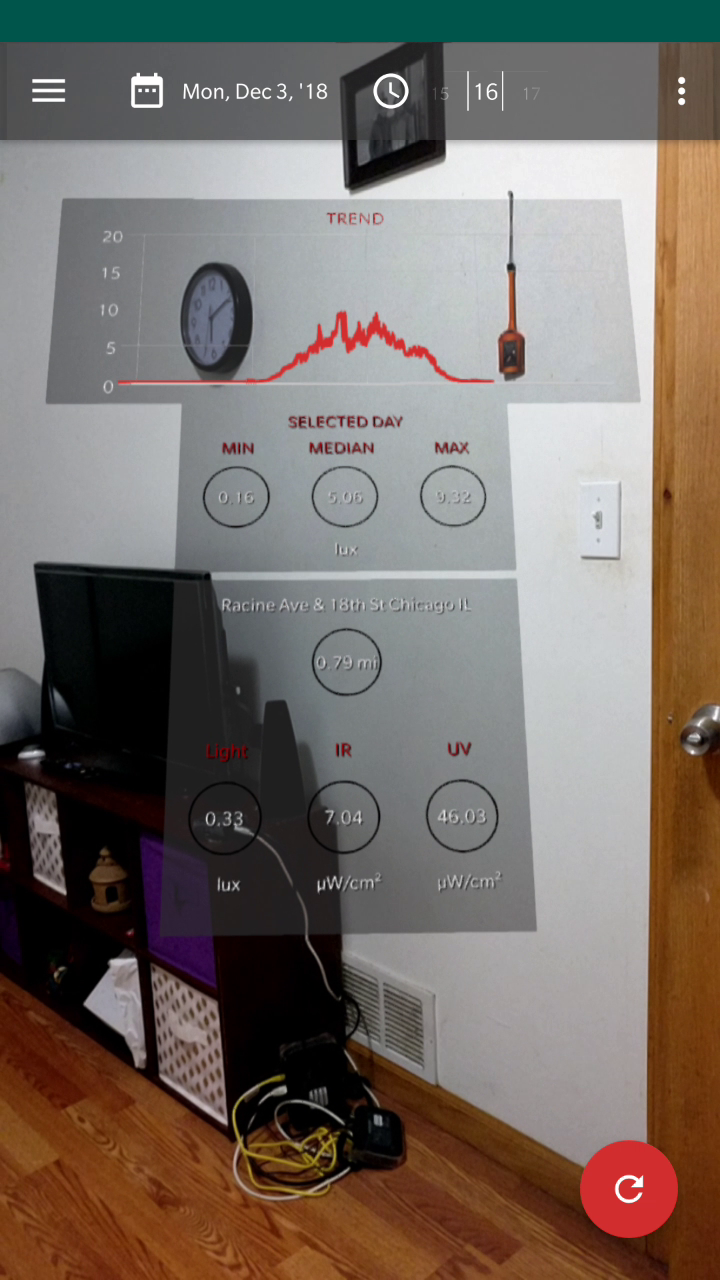 Mon, Dec 3, '18 15 16 17
TREND
20
15
10
5
0
SELECTED DAY
MIN MEDIAN MAX
0.16 5.06 9.32
lux
Racine Ave & 18th St Chicago IL
0.79 mi
Light IR UV
0.33 7.04 46.03
lux µW/cm² µW/cm²